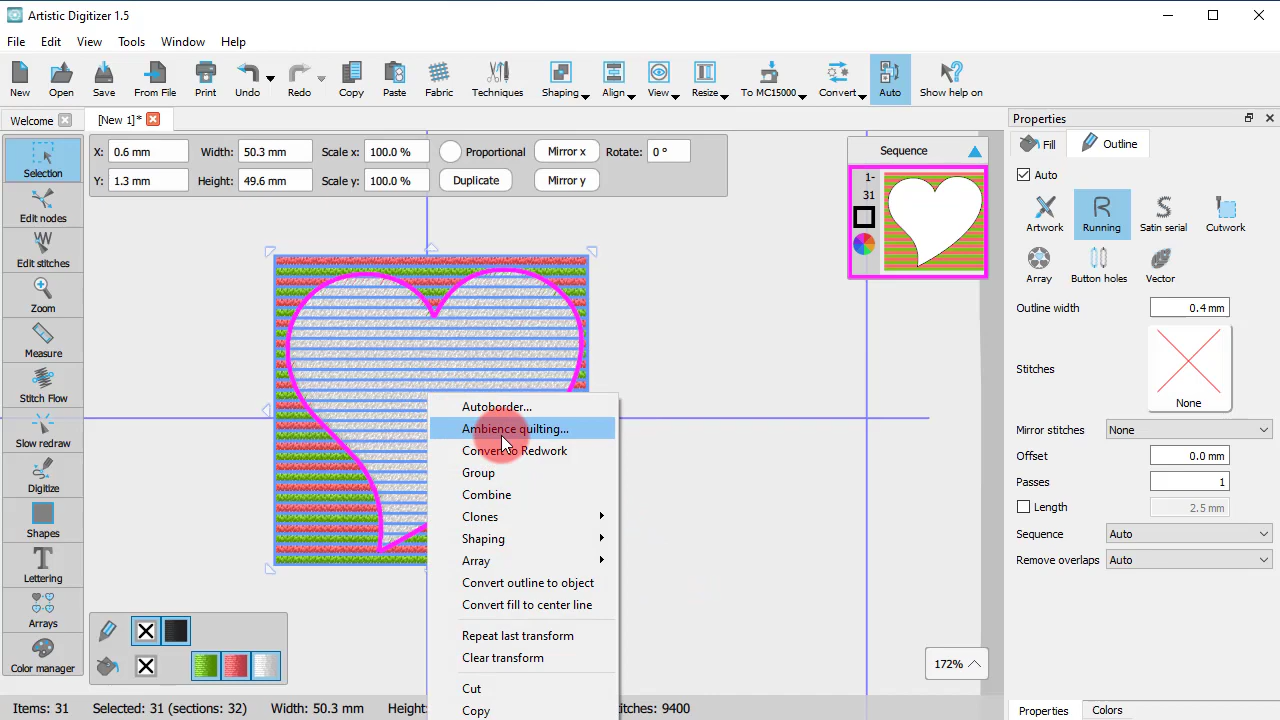 Artistic Digitizer 1.5
File Edit View Tools Window Help
New Open Save From File Print Undo Redo Copy Paste Fabric Techniques Shaping Align View Resize To MC15000 Convert Auto Show help on
Welcome [New 1]*
X: 0.6 mm Width: 50.3 mm Scale x: 100.0 % Proportional Mirror x Rotate: 0 °
Y: 1.3 mm Height: 49.6 mm Scale y: 100.0 % Duplicate Mirror y
Selection
Edit nodes
Edit stitches
Zoom
Measure
Stitch Flow
Slow redraw
Digitize
Shapes
Lettering
Arrays
Color manager
Sequence
1-
31
Autoborder...
Ambience quilting...
Convert to Redwork
Group
Combine
Clones
Shaping
Array
Convert outline to object
Convert fill to center line
Repeat last transform
Clear transform
Cut
Copy
172%
Properties
Fill Outline
Auto
Artwork Running Satin serial Cutwork
Array Button holes Vector
Outline width 0.4 mm
Stitches None
Mirror stitches None
Offset 0.0 mm
Passes 1
Length 2.5 mm
Sequence Auto
Remove overlaps Auto
Properties Colors
Items: 31 Selected: 31 (sections: 32) Width: 50.3 mm 9400